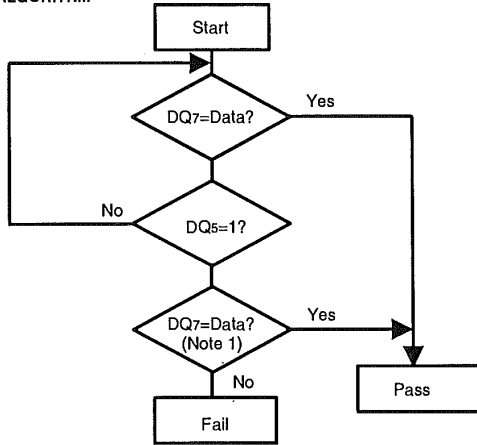 Start
DQ7=Data?
Yes
No
DQ5=1?
DQ7=Data?
(Note 1)
Yes
No
Pass
Fail